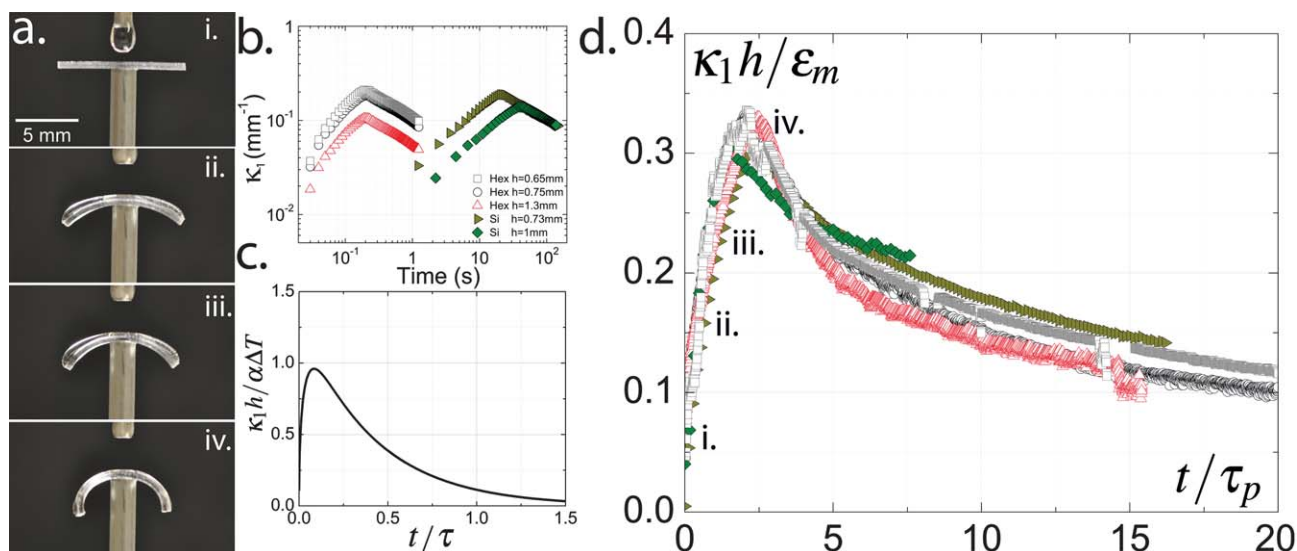 a.
i.
5 mm
ii.
iii.
iv.
b.
κ₁ (mm⁻¹)
1
10⁻¹
10⁻²
Hex h=0.65mm
Hex h=0.75mm
Hex h=1.3mm
Si h=0.73mm
Si h=1mm
10⁻¹ 1 10¹ 10²
Time (s)
c.
κ₁h/αΔT
1.5
1.0
0.5
0.0
0.0 0.5 1.0 1.5
t/τ
d.
κ₁h/εₘ
0.4
0.3
0.2
0.1
0.0
iv.
iii.
ii.
i.
t/τₚ
0 5 10 15 20